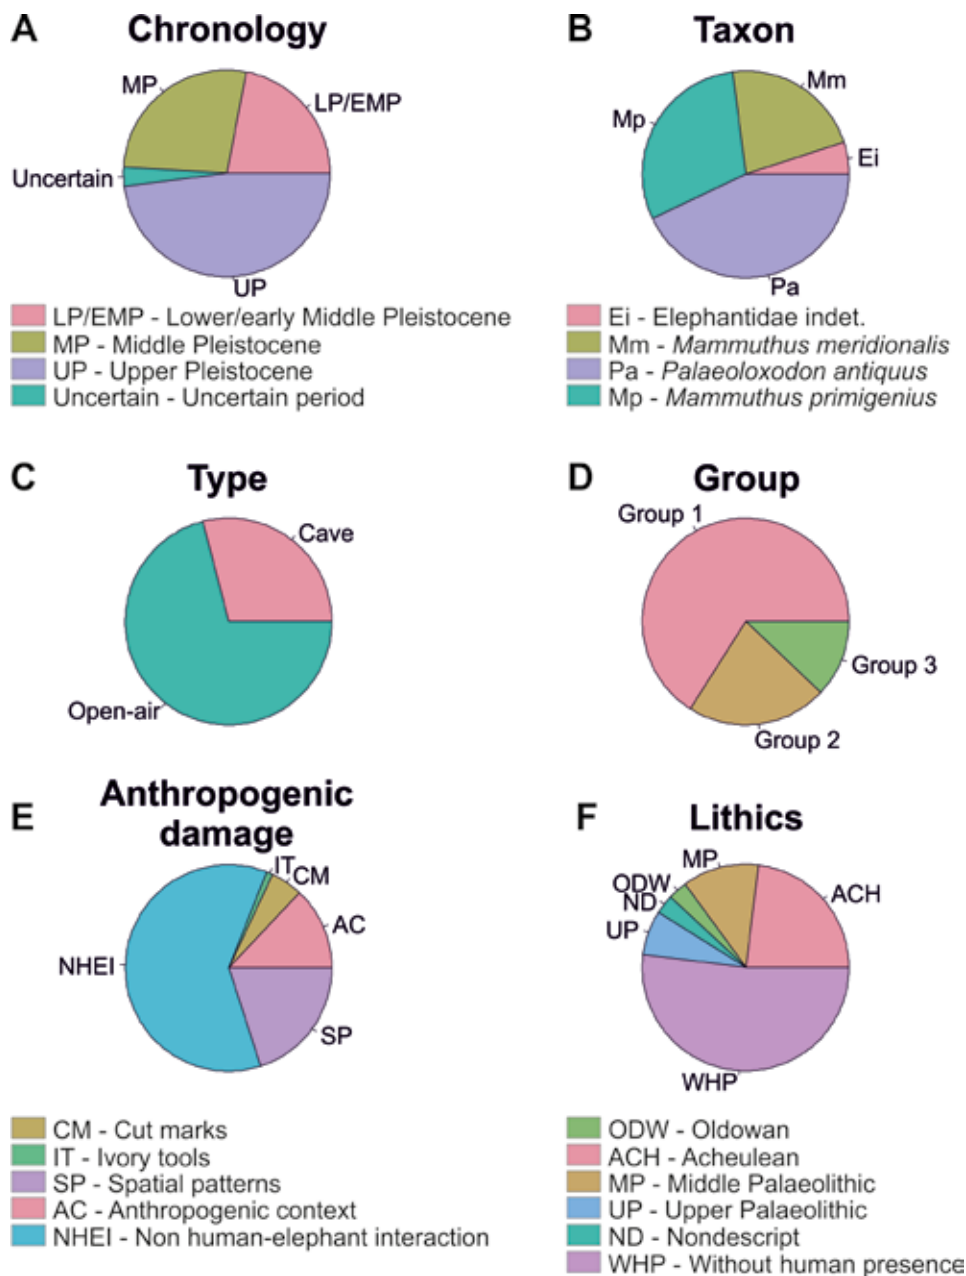 A Chronology
MP
LP/EMP
Uncertain
UP
LP/EMP - Lower/early Middle Pleistocene
MP - Middle Pleistocene
UP - Upper Pleistocene
Uncertain - Uncertain period
B Taxon
Mm
Mp
Ei
Pa
Ei - Elephantidae indet.
Mm - Mammuthus meridionalis
Pa - Palaeoloxodon antiquus
Mp - Mammuthus primigenius
C Type
Cave
Open-air
D Group
Group 1
Group 3
Group 2
E Anthropogenic
damage
IT
CM
AC
NHEI
SP
CM - Cut marks
IT - Ivory tools
SP - Spatial patterns
AC - Anthropogenic context
NHEI - Non human-elephant interaction
F Lithics
MP
ODW
ACH
ND
UP
WHP
ODW - Oldowan
ACH - Acheulean
MP - Middle Palaeolithic
UP - Upper Palaeolithic
ND - Nondescript
WHP - Without human presence